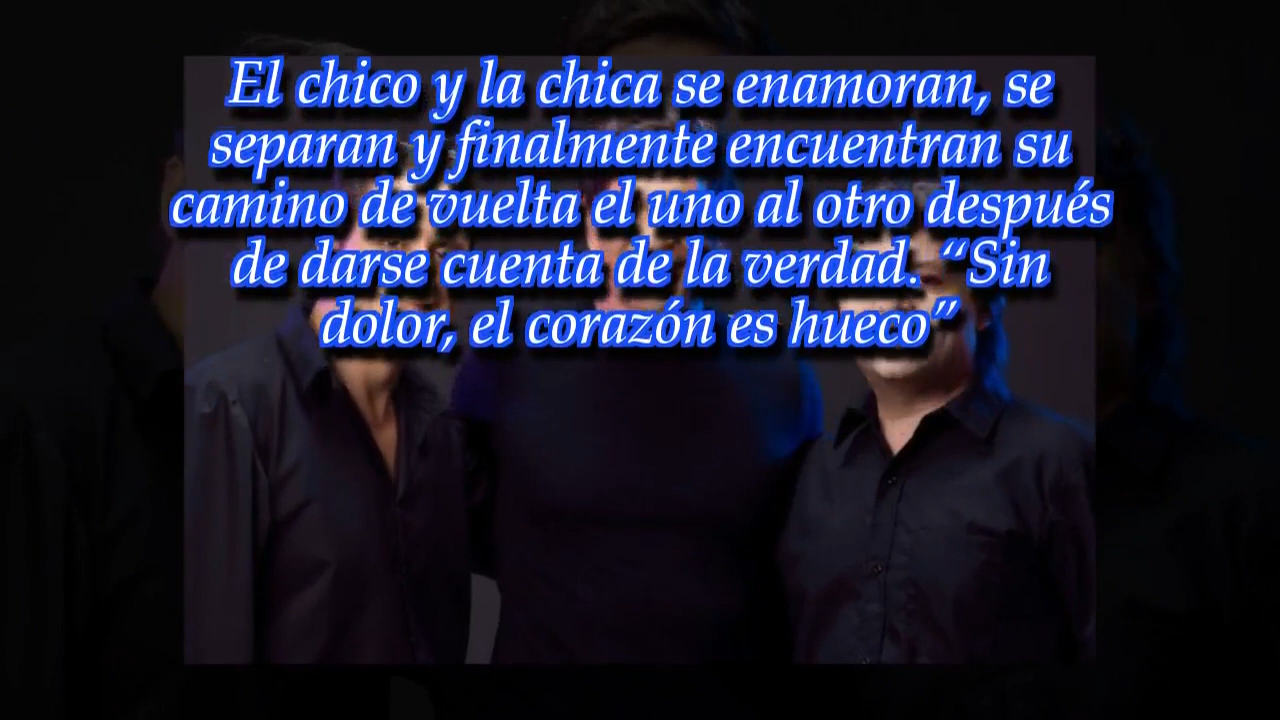 El chico y la chica se enamoran, se
separan y finalmente encuentran su
camino de vuelta el uno al otro después
de darse cuenta de la verdad. “Sin
dolor, el corazón es hueco”